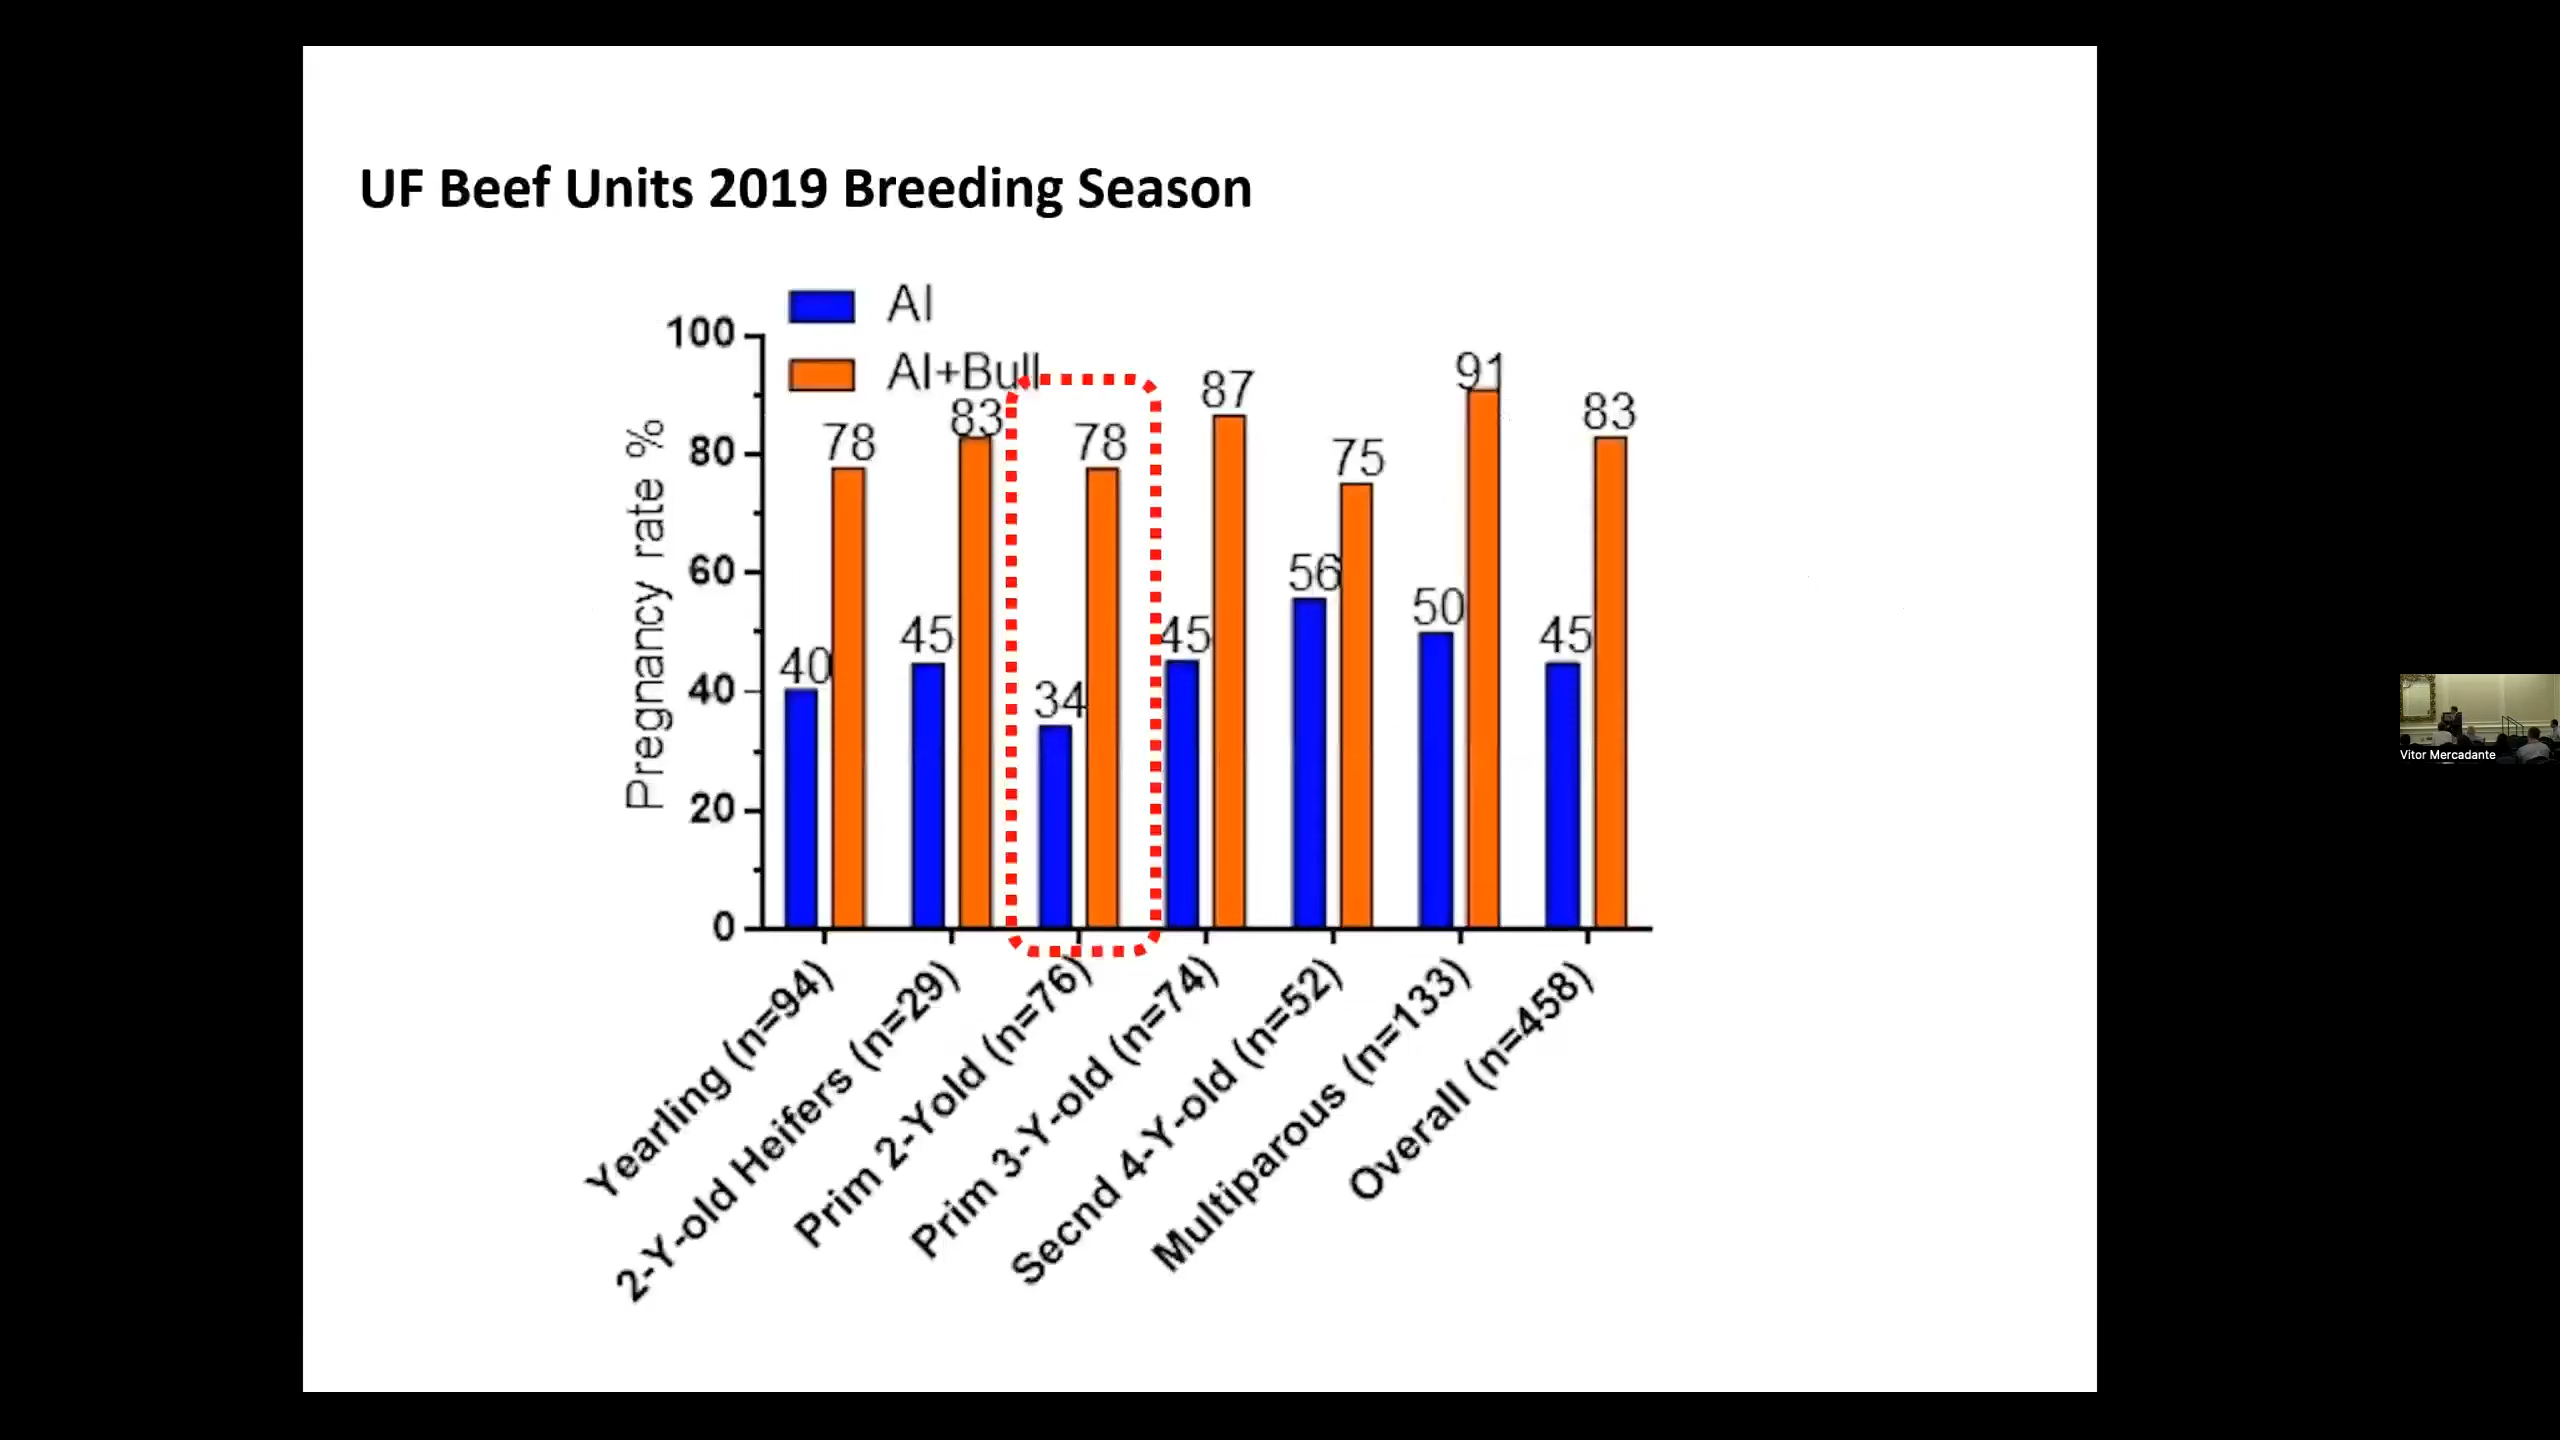 UF Beef Units 2019 Breeding Season
AI
AI+Bull
Pregnancy rate %
100
80
60
40
20
0
40
78
45
83
34
78
45
87
56
75
50
91
45
83
Yearling (n=94)
2-Y-old Heifers (n=29)
Prim 2-Yold (n=76)
Prim 3-Y-old (n=74)
Secnd 4-Y-old (n=52)
Multiparous (n=133)
Overall (n=458)
Vitor Mercadante